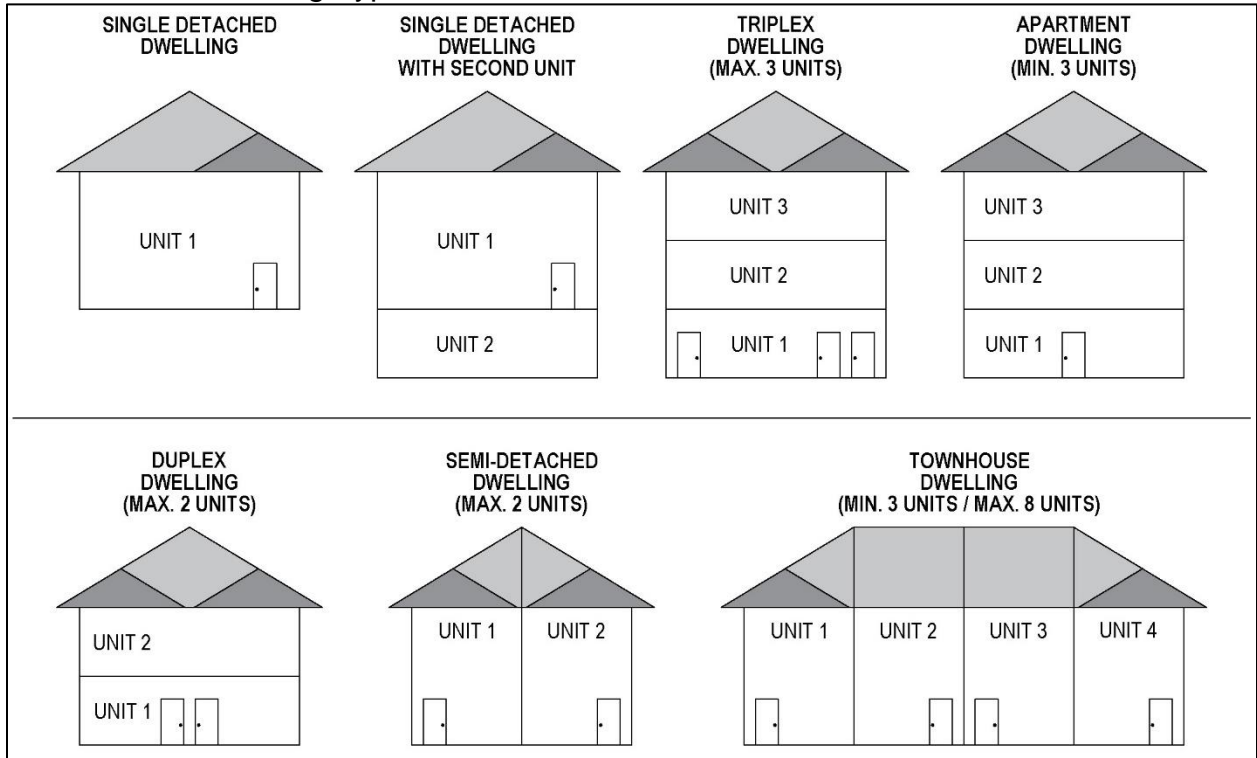 SINGLE DETACHED
DWELLING
UNIT 1
SINGLE DETACHED
DWELLING
WITH SECOND UNIT
UNIT 1
UNIT 2
TRIPLEX
DWELLING
(MAX. 3 UNITS)
UNIT 3
UNIT 2
UNIT 1
APARTMENT
DWELLING
(MIN. 3 UNITS)
UNIT 3
UNIT 2
UNIT 1
DUPLEX
DWELLING
(MAX. 2 UNITS)
UNIT 2
UNIT 1
SEMI-DETACHED
DWELLING
(MAX. 2 UNITS)
UNIT 1 UNIT 2
TOWNHOUSE
DWELLING
(MIN. 3 UNITS / MAX. 8 UNITS)
UNIT 1 UNIT 2 UNIT 3 UNIT 4